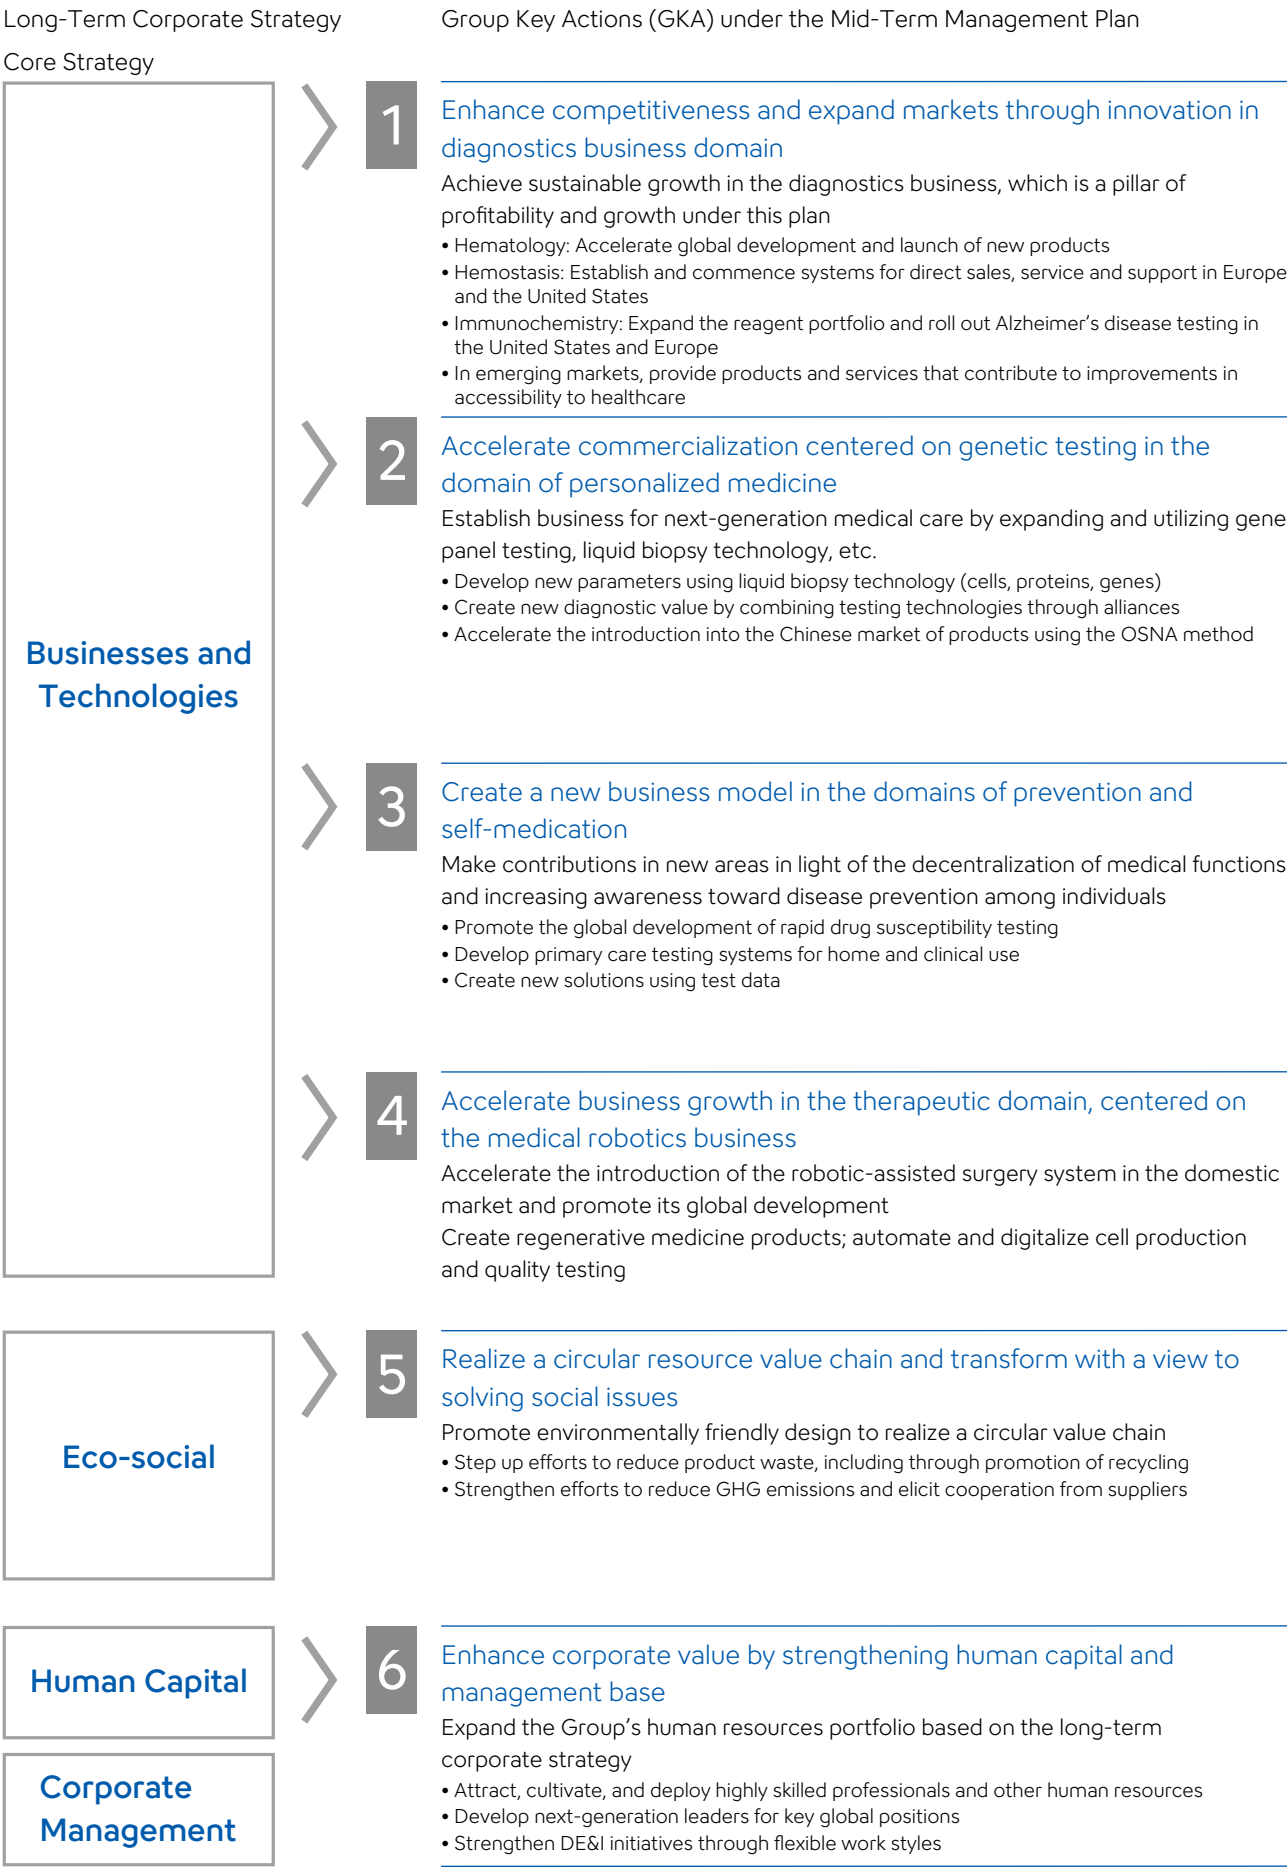 Long-Term Corporate Strategy
Group Key Actions (GKA) under the Mid-Term Management Plan
Core Strategy
Businesses and
Technologies
1
Enhance competitiveness and expand markets through innovation in
diagnostics business domain
Achieve sustainable growth in the diagnostics business, which is a pillar of
profitability and growth under this plan
• Hematology: Accelerate global development and launch of new products
• Hemostasis: Establish and commence systems for direct sales, service and support in Europe
and the United States
• Immunochemistry: Expand the reagent portfolio and roll out Alzheimer's disease testing in
the United States and Europe
• In emerging markets, provide products and services that contribute to improvements in
accessibility to healthcare
2
Accelerate commercialization centered on genetic testing in the
domain of personalized medicine
Establish business for next-generation medical care by expanding and utilizing gene
panel testing, liquid biopsy technology, etc.
• Develop new parameters using liquid biopsy technology (cells, proteins, genes)
• Create new diagnostic value by combining testing technologies through alliances
• Accelerate the introduction into the Chinese market of products using the OSNA method
3
Create a new business model in the domains of prevention and
self-medication
Make contributions in new areas in light of the decentralization of medical functions
and increasing awareness toward disease prevention among individuals
• Promote the global development of rapid drug susceptibility testing
• Develop primary care testing systems for home and clinical use
• Create new solutions using test data
4
Accelerate business growth in the therapeutic domain, centered on
the medical robotics business
Accelerate the introduction of the robotic-assisted surgery system in the domestic
market and promote its global development
Create regenerative medicine products; automate and digitalize cell production
and quality testing
Eco-social
5
Realize a circular resource value chain and transform with a view to
solving social issues
Promote environmentally friendly design to realize a circular value chain
• Step up efforts to reduce product waste, including through promotion of recycling
• Strengthen efforts to reduce GHG emissions and elicit cooperation from suppliers
Human Capital
Corporate
Management
6
Enhance corporate value by strengthening human capital and
management base
Expand the Group's human resources portfolio based on the long-term
corporate strategy
• Attract, cultivate, and deploy highly skilled professionals and other human resources
• Develop next-generation leaders for key global positions
• Strengthen DE&I initiatives through flexible work styles